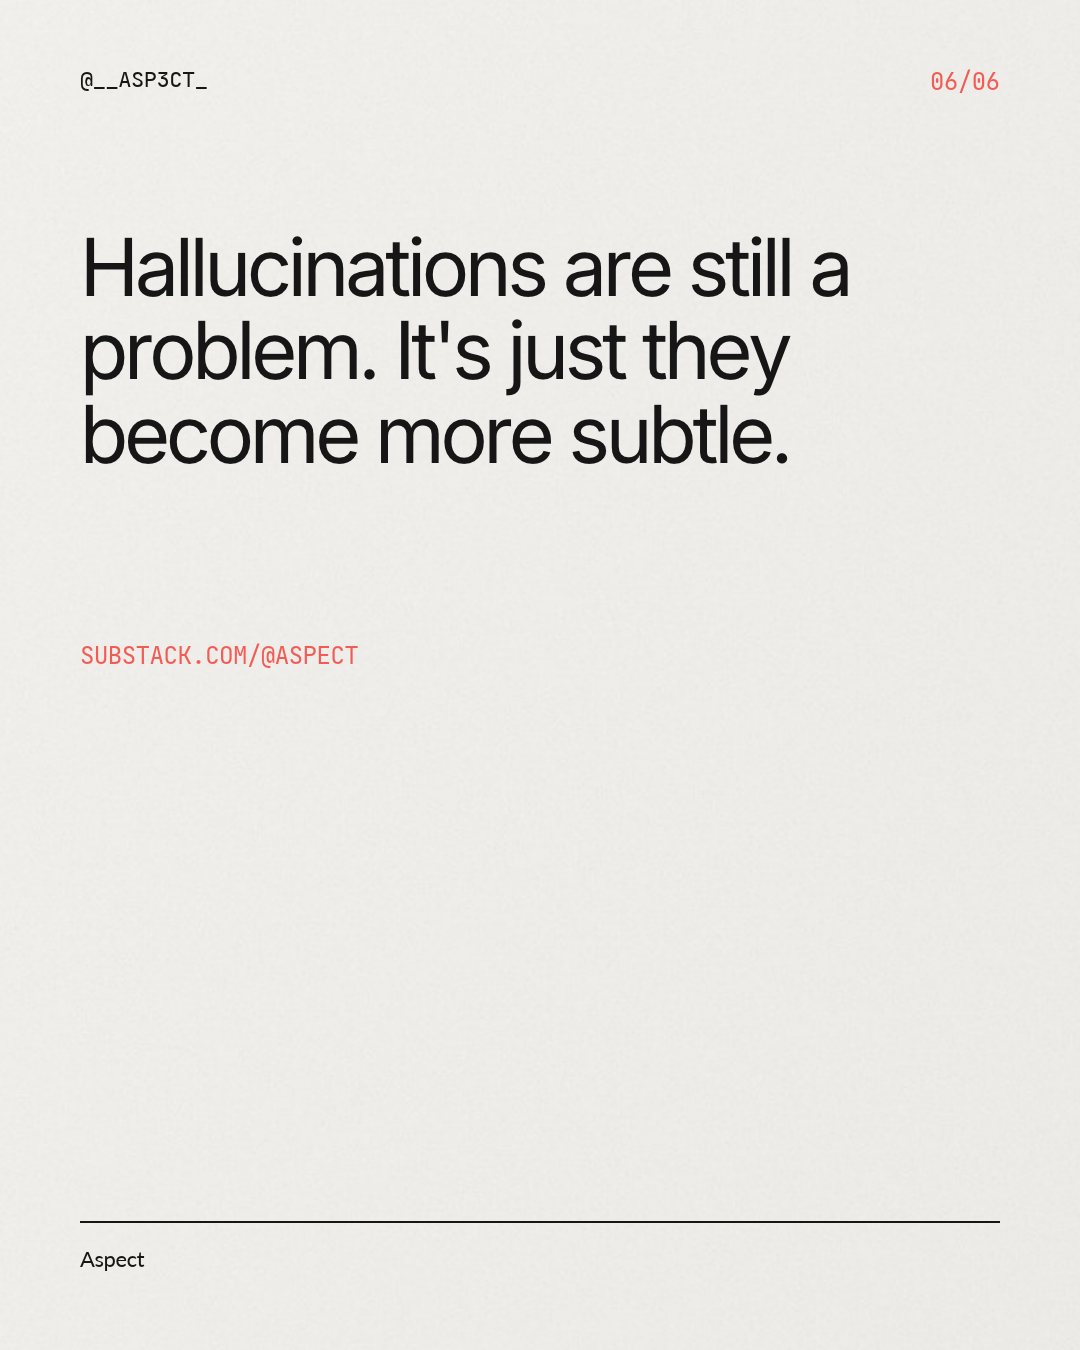 @__ASP3CT_
06/06
Hallucinations are still a
problem. It's just they
become more subtle.
SUBSTACK.COM/@ASPECT
Aspect